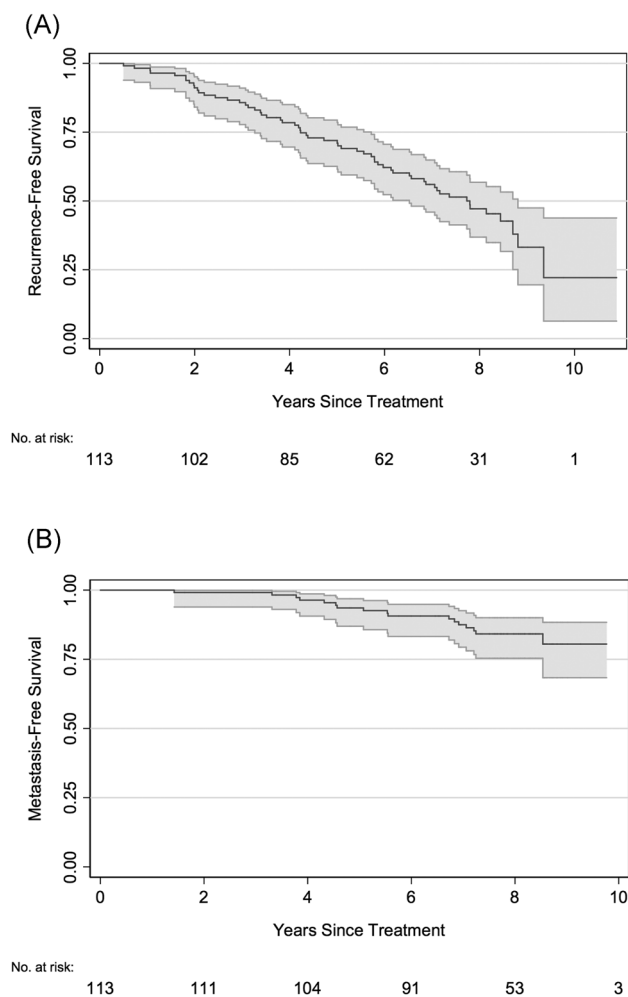 (A)
Recurrence-Free Survival
1.00
0.75
0.50
0.25
0.00
0 2 4 6 8 10
Years Since Treatment
No. at risk:
113 102 85 62 31 1
(B)
Metastasis-Free Survival
1.00
0.75
0.50
0.25
0.00
0 2 4 6 8 10
Years Since Treatment
No. at risk:
113 111 104 91 53 3